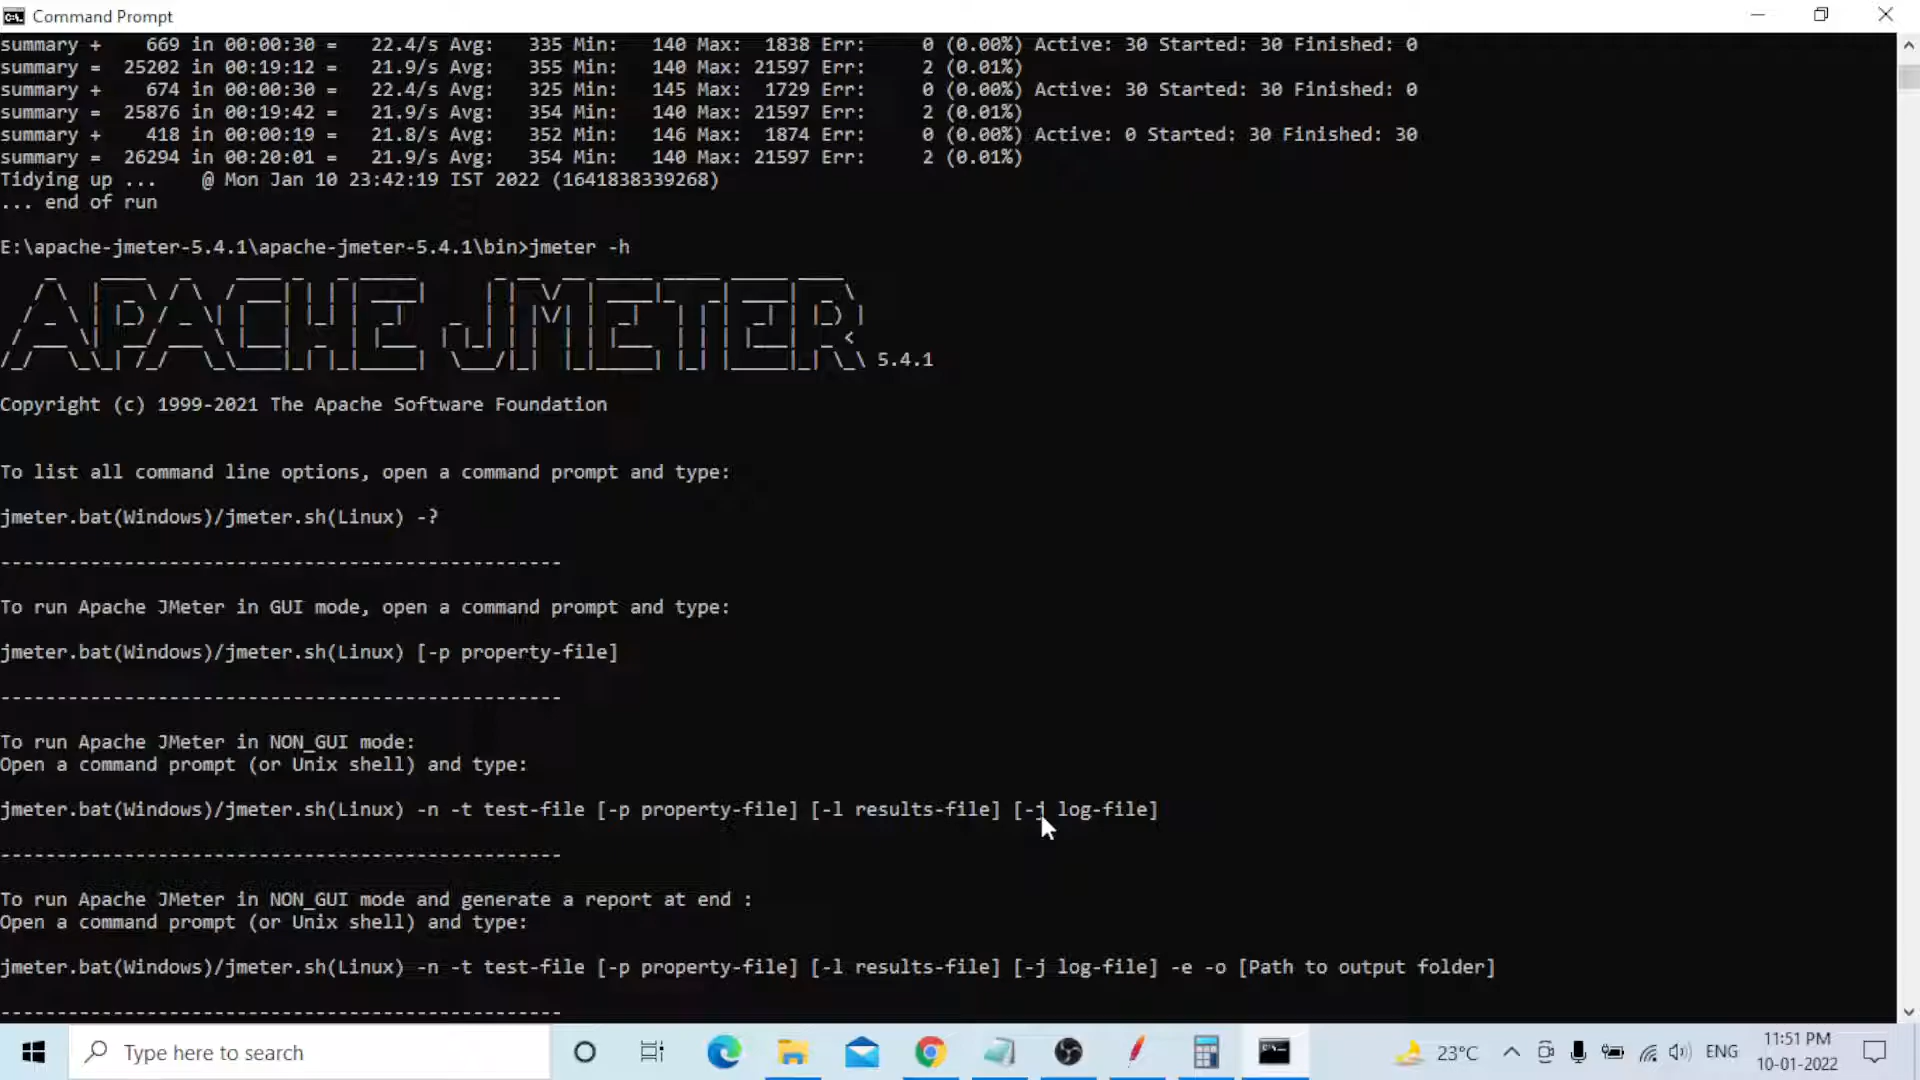 Command Prompt
summary +    669 in 00:00:30 =   22.4/s Avg:   335 Min:   140 Max:  1838 Err:     0 (0.00%) Active: 30 Started: 30 Finished: 0
summary =  25202 in 00:19:12 =   21.9/s Avg:   355 Min:   140 Max: 21597 Err:     2 (0.01%)
summary +    674 in 00:00:30 =   22.4/s Avg:   325 Min:   145 Max:  1729 Err:     0 (0.00%) Active: 30 Started: 30 Finished: 0
summary =  25876 in 00:19:42 =   21.9/s Avg:   354 Min:   140 Max: 21597 Err:     2 (0.01%)
summary +    418 in 00:00:19 =   21.8/s Avg:   352 Min:   146 Max:  1874 Err:     0 (0.00%) Active: 0 Started: 30 Finished: 30
summary =  26294 in 00:20:01 =   21.9/s Avg:   354 Min:   140 Max: 21597 Err:     2 (0.01%)
Tidying up ...    @ Mon Jan 10 23:42:19 IST 2022 (1641838339268)
... end of run
E:\apache-jmeter-5.4.1\apache-jmeter-5.4.1\bin>jmeter -h
APACHE JMETER 5.4.1
Copyright (c) 1999-2021 The Apache Software Foundation
To list all command line options, open a command prompt and type:
jmeter.bat(Windows)/jmeter.sh(Linux) -?
--------------------------------------------------
To run Apache JMeter in GUI mode, open a command prompt and type:
jmeter.bat(Windows)/jmeter.sh(Linux) [-p property-file]
--------------------------------------------------
To run Apache JMeter in NON_GUI mode:
Open a command prompt (or Unix shell) and type:
jmeter.bat(Windows)/jmeter.sh(Linux) -n -t test-file [-p property-file] [-l results-file] [-j log-file]
--------------------------------------------------
To run Apache JMeter in NON_GUI mode and generate a report at end :
Open a command prompt (or Unix shell) and type:
jmeter.bat(Windows)/jmeter.sh(Linux) -n -t test-file [-p property-file] [-l results-file] [-j log-file] -e -o [Path to output folder]
--------------------------------------------------
Type here to search
23°C
ENG
11:51 PM
10-01-2022